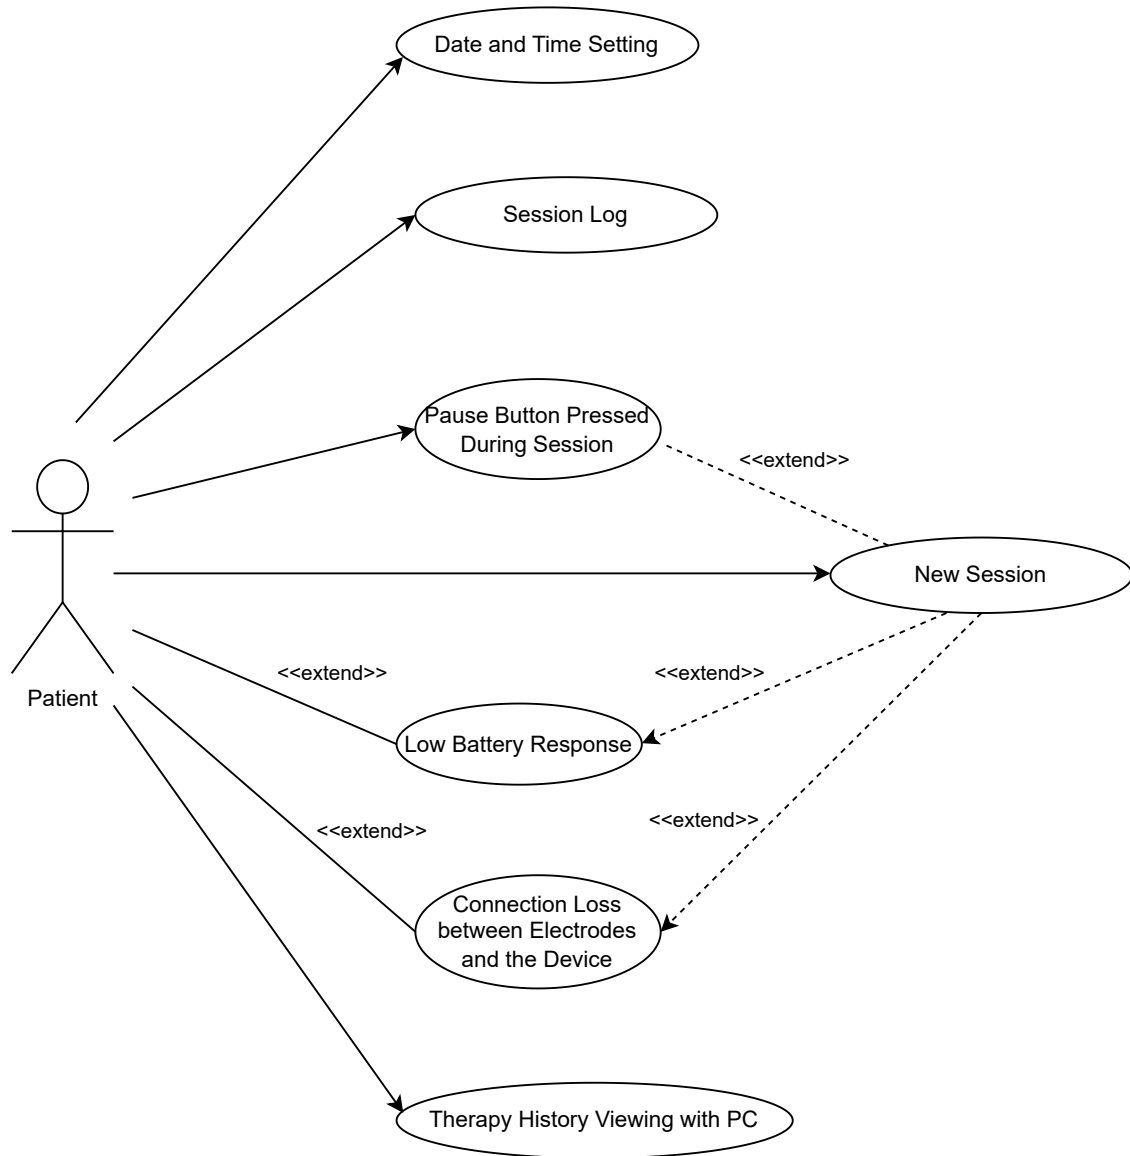 Date and Time Setting
Session Log
Pause Button Pressed
During Session
<<extend>>
New Session
<<extend>>
<<extend>>
Patient
Low Battery Response
<<extend>>
<<extend>>
Connection Loss
between Electrodes
and the Device
Therapy History Viewing with PC